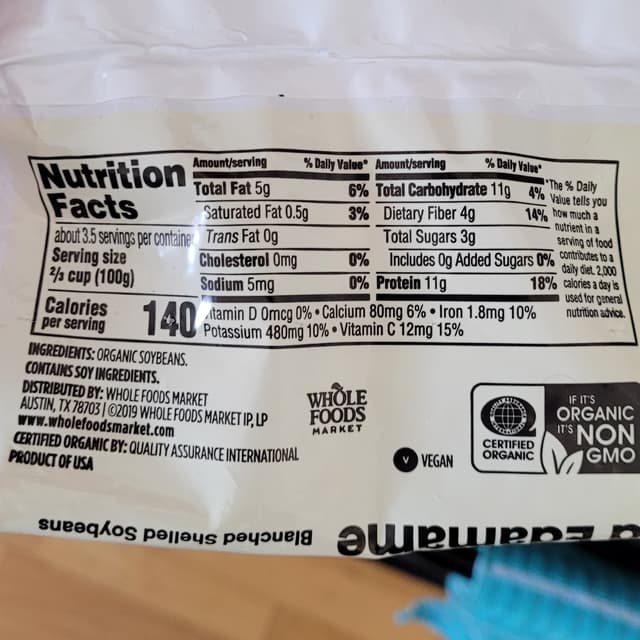 Nutrition Facts
about 3.5 servings per container
Serving size
⅔ cup (100g)
Calories per serving 140
Amount/serving % Daily Value*
Total Fat 5g 6%
Saturated Fat 0.5g 3%
Trans Fat 0g
Cholesterol 0mg 0%
Sodium 5mg 0%
Amount/serving % Daily Value*
Total Carbohydrate 11g 4%
Dietary Fiber 4g 14%
Total Sugars 3g
Includes 0g Added Sugars 0%
Protein 11g 18%
Vitamin D 0mcg 0% • Calcium 80mg 6% • Iron 1.8mg 10%
Potassium 480mg 10% • Vitamin C 12mg 15%
*The % Daily
Value tells you
how much a
nutrient in a
serving of food
contributes to a
daily diet. 2,000
calories a day is
used for general
nutrition advice.
INGREDIENTS: ORGANIC SOYBEANS.
CONTAINS SOY INGREDIENTS.
DISTRIBUTED BY: WHOLE FOODS MARKET
AUSTIN, TX 78703 | ©2019 WHOLE FOODS MARKET IP, LP
www.wholefoodsmarket.com
CERTIFIED ORGANIC BY: QUALITY ASSURANCE INTERNATIONAL
PRODUCT OF USA
WHOLE
FOODS
MARKET
V VEGAN
CERTIFIED
ORGANIC
IF IT'S
ORGANIC
IT'S NON
GMO
Edamame
Blanched Shelled Soybeans